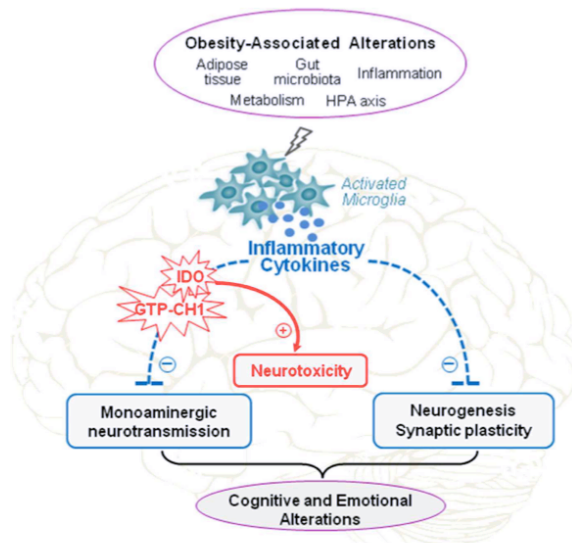 Obesity-Associated Alterations
Adipose tissue
Gut microbiota
Inflammation
Metabolism
HPA axis
Activated
Microglia
Inflammatory
Cytokines
IDO
GTP-CH1
+
Neurotoxicity
−
−
Monoaminergic
neurotransmission
Neurogenesis
Synaptic plasticity
Cognitive and Emotional
Alterations